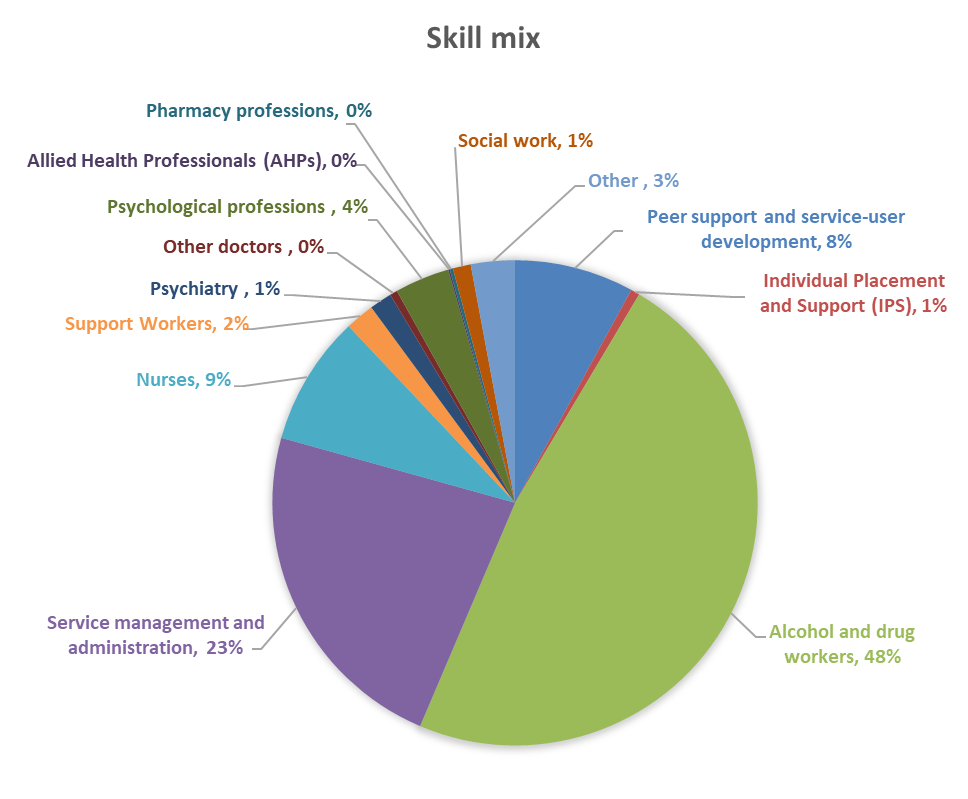 Skill mix
Pharmacy professions, 0%
Social work, 1%
Allied Health Professionals (AHPs), 0%
Other , 3%
Psychological professions , 4%
Peer support and service-user
development, 8%
Other doctors , 0%
Individual Placement
and Support (IPS), 1%
Psychiatry , 1%
Support Workers, 2%
Nurses, 9%
Service management and
administration, 23%
Alcohol and drug
workers, 48%